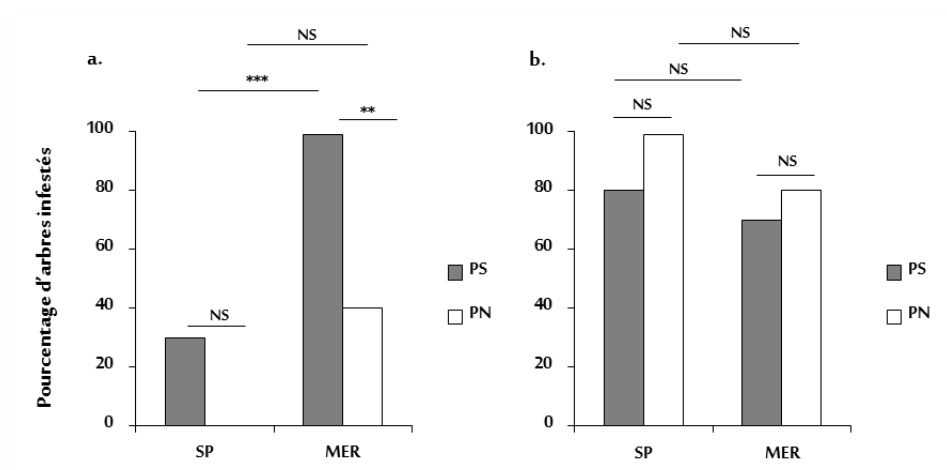 NS
a.
***
**
100
80
60
40
20
0
NS
SP
MER
Pourcentage d'arbres infestés
PS
PN
NS
b.
NS
NS
NS
100
80
60
40
20
0
SP
MER
PS
PN